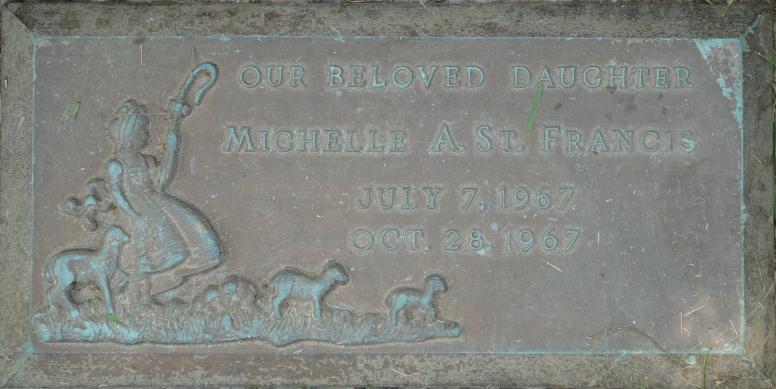 OUR BELOVED DAUGHTER
MICHELLE A. ST. FRANCIS
JULY 7, 1967
OCT. 28, 1967